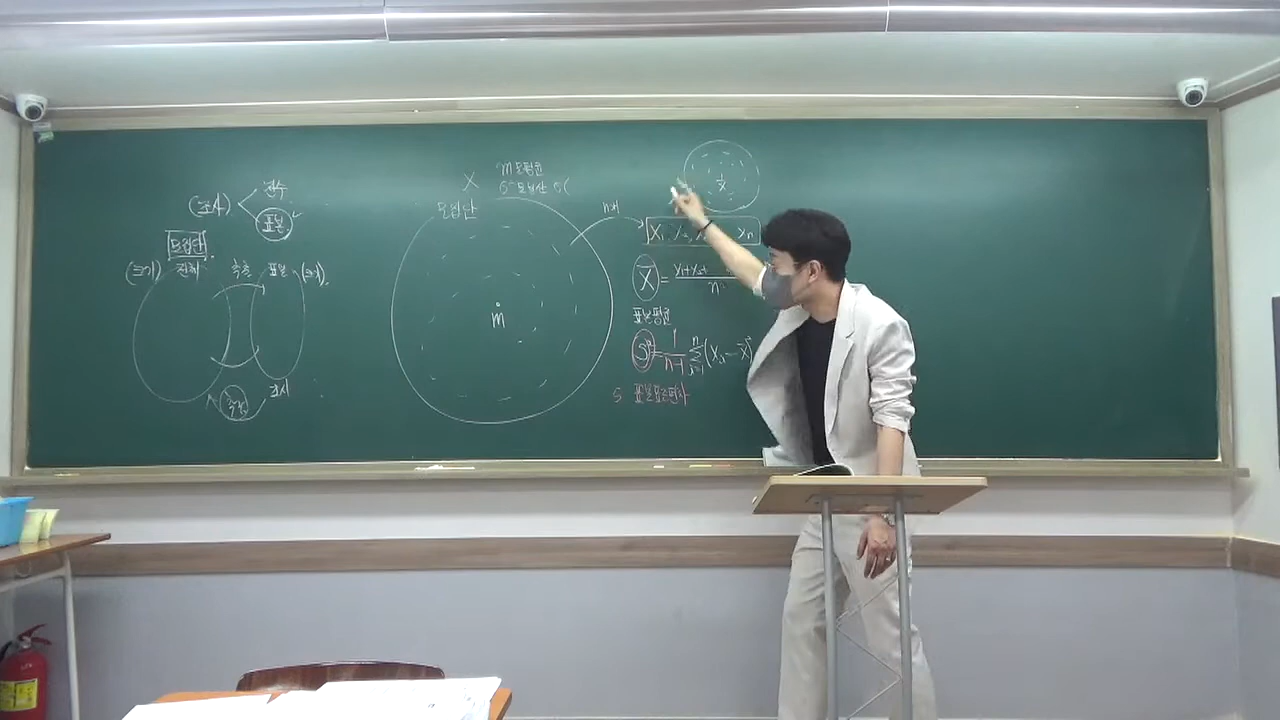 (조사)
전수
표본
모집단
(크기) 전체 추출 표본 (크기)
조사
X
m 모평균
σ² 모분산 σ(
모집단
m
n개
X̄
X₁, X₂, X Xn
X̄ = X₁+X₂+ / n
표본평균
S² = 1/n-1 Σ (Xi - X̄)²
S 표본표준편차